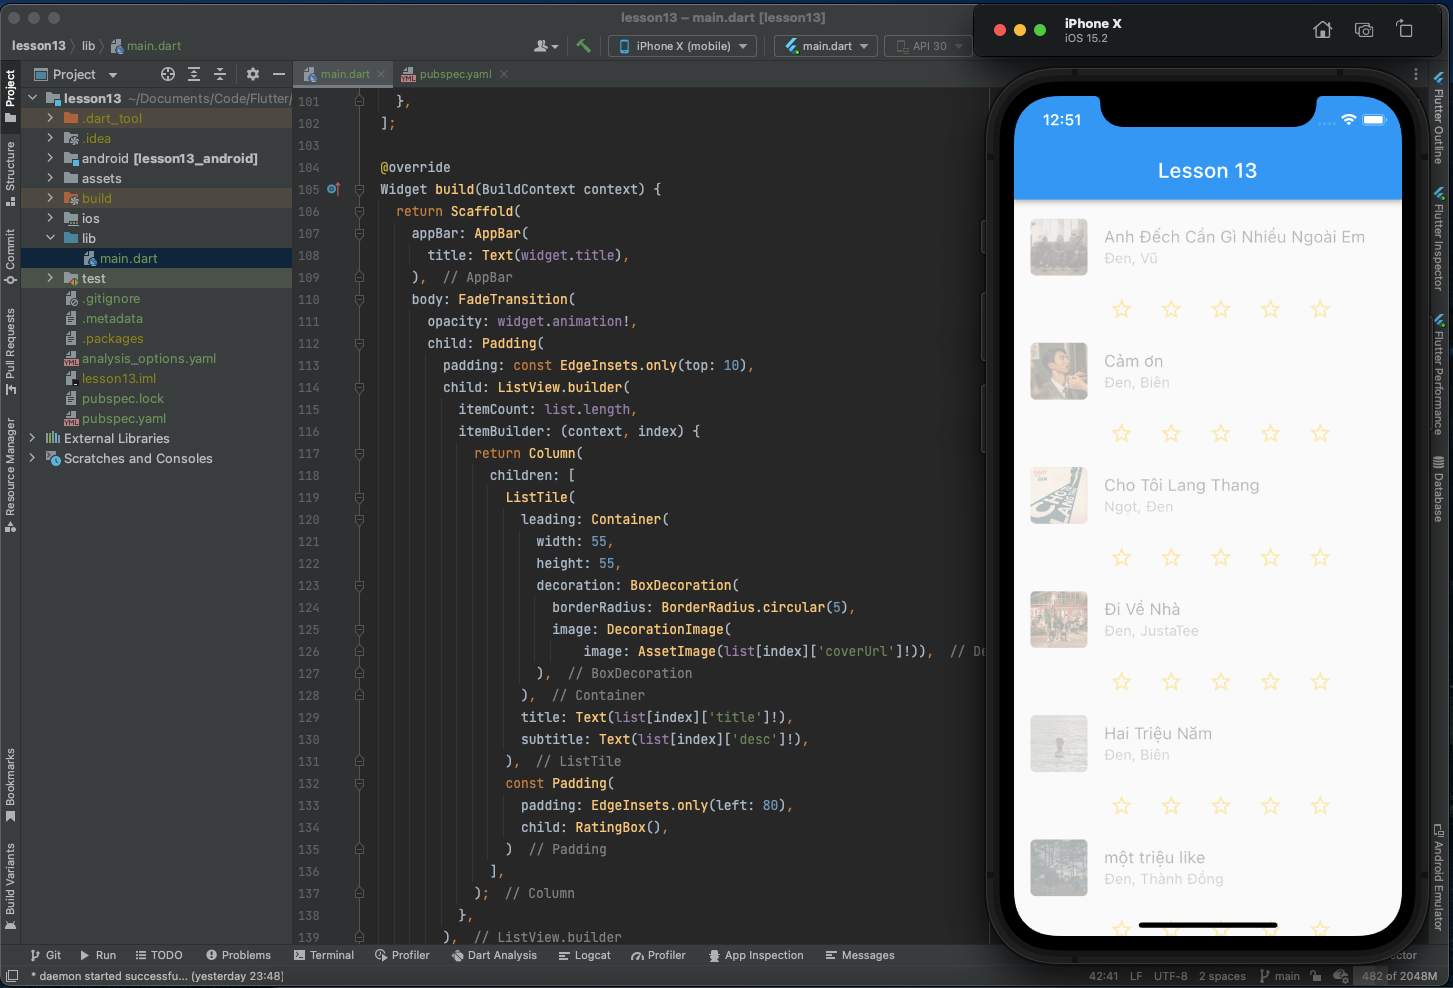 lesson13 – main.dart [lesson13]
lesson13 lib main.dart
iPhone X (mobile) main.dart API 30
iPhone X
iOS 15.2
Project
main.dart pubspec.yaml
lesson13 ~/Documents/Code/Flutter/
.dart_tool
.idea
android [lesson13_android]
assets
build
ios
lib
main.dart
test
.gitignore
.metadata
.packages
analysis_options.yaml
lesson13.iml
pubspec.lock
pubspec.yaml
External Libraries
Scratches and Consoles
Project
Structure
Commit
Pull Requests
Resource Manager
Bookmarks
Build Variants
101 },
102 ];
103
104 @override
105 Widget build(BuildContext context) {
106 return Scaffold(
107 appBar: AppBar(
108 title: Text(widget.title),
109 ), // AppBar
110 body: FadeTransition(
111 opacity: widget.animation!,
112 child: Padding(
113 padding: const EdgeInsets.only(top: 10),
114 child: ListView.builder(
115 itemCount: list.length,
116 itemBuilder: (context, index) {
117 return Column(
118 children: [
119 ListTile(
120 leading: Container(
121 width: 55,
122 height: 55,
123 decoration: BoxDecoration(
124 borderRadius: BorderRadius.circular(5),
125 image: DecorationImage(
126 image: AssetImage(list[index]['coverUrl']!)), // De
127 ), // BoxDecoration
128 ), // Container
129 title: Text(list[index]['title']!),
130 subtitle: Text(list[index]['desc']!),
131 ), // ListTile
132 const Padding(
133 padding: EdgeInsets.only(left: 80),
134 child: RatingBox(),
135 ) // Padding
136 ],
137 ); // Column
138 },
139 ), // ListView.builder
12:51
Lesson 13
Anh Đếch Cần Gì Nhiều Ngoài Em
Đen, Vũ
Cảm ơn
Đen, Biên
Cho Tôi Lang Thang
Ngọt, Đen
Đi Về Nhà
Đen, JustaTee
Hai Triệu Năm
Đen, Biên
một triệu like
Đen, Thành Đồng
Flutter Outline
Flutter Inspector
Flutter Performance
Database
Android Emulator
Git Run TODO Problems Terminal Profiler Dart Analysis Logcat Profiler App Inspection Messages ector
* daemon started successfu... (yesterday 23:48)
42:41 LF UTF-8 2 spaces main 482 of 2048M